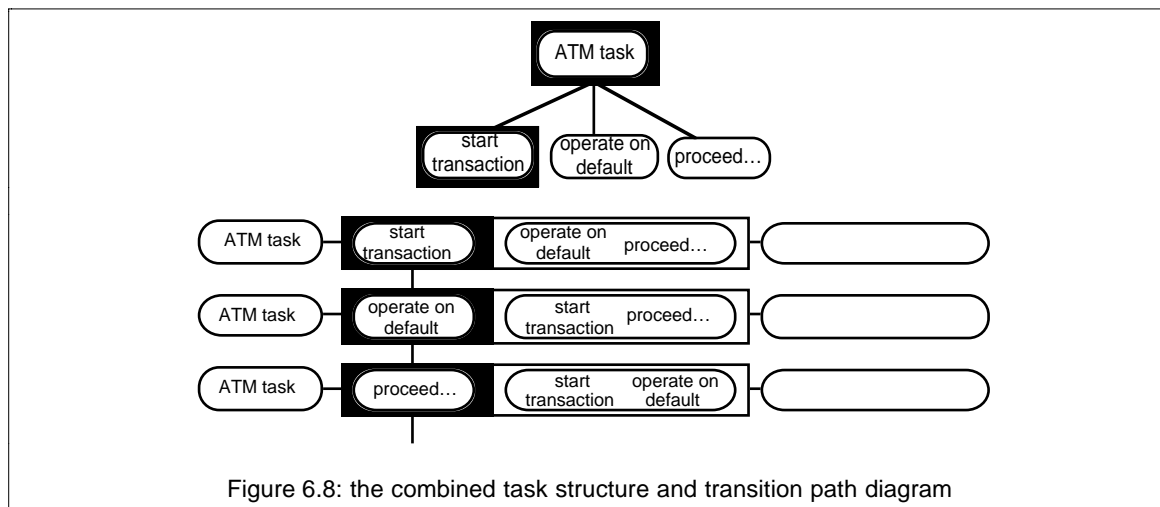 ATM task
start
transaction
operate on
default
proceed…
ATM task
start
transaction
operate on
default
proceed…
ATM task
operate on
default
start
transaction
proceed…
ATM task
proceed…
start
transaction
operate on
default
Figure 6.8: the combined task structure and transition path diagram